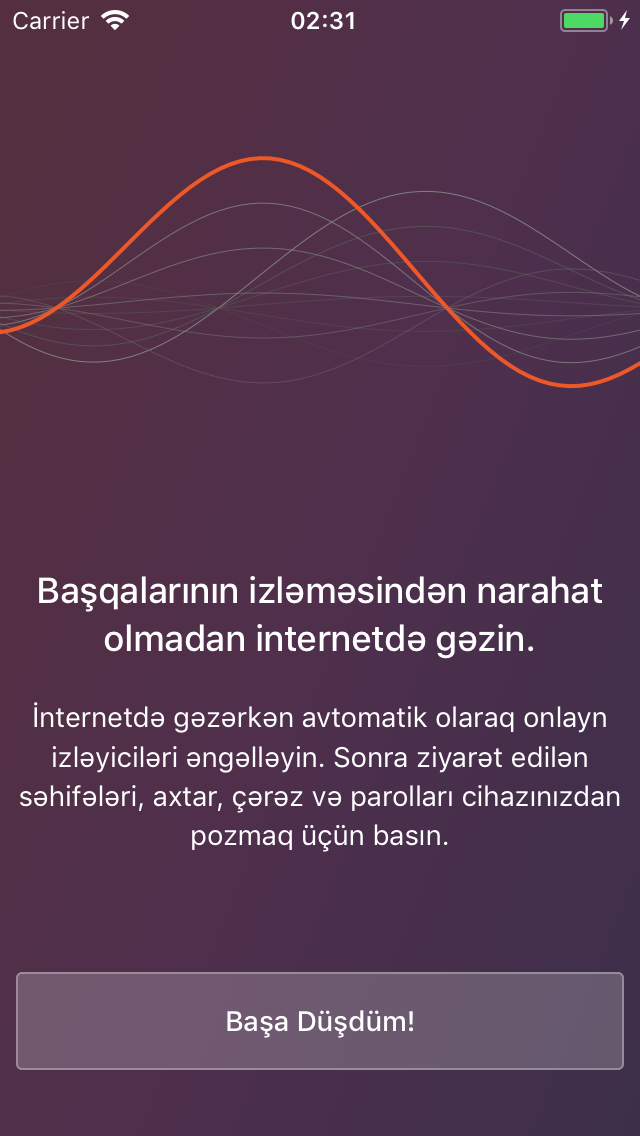 Carrier 02:31
Başqalarının izləməsindən narahat
olmadan internetdə gəzin.
İnternetdə gəzərkən avtomatik olaraq onlayn
izləyiciləri əngəlləyin. Sonra ziyarət edilən
səhifələri, axtar, çərəz və parolları cihazınızdan
pozmaq üçün basın.
Başa Düşdüm!